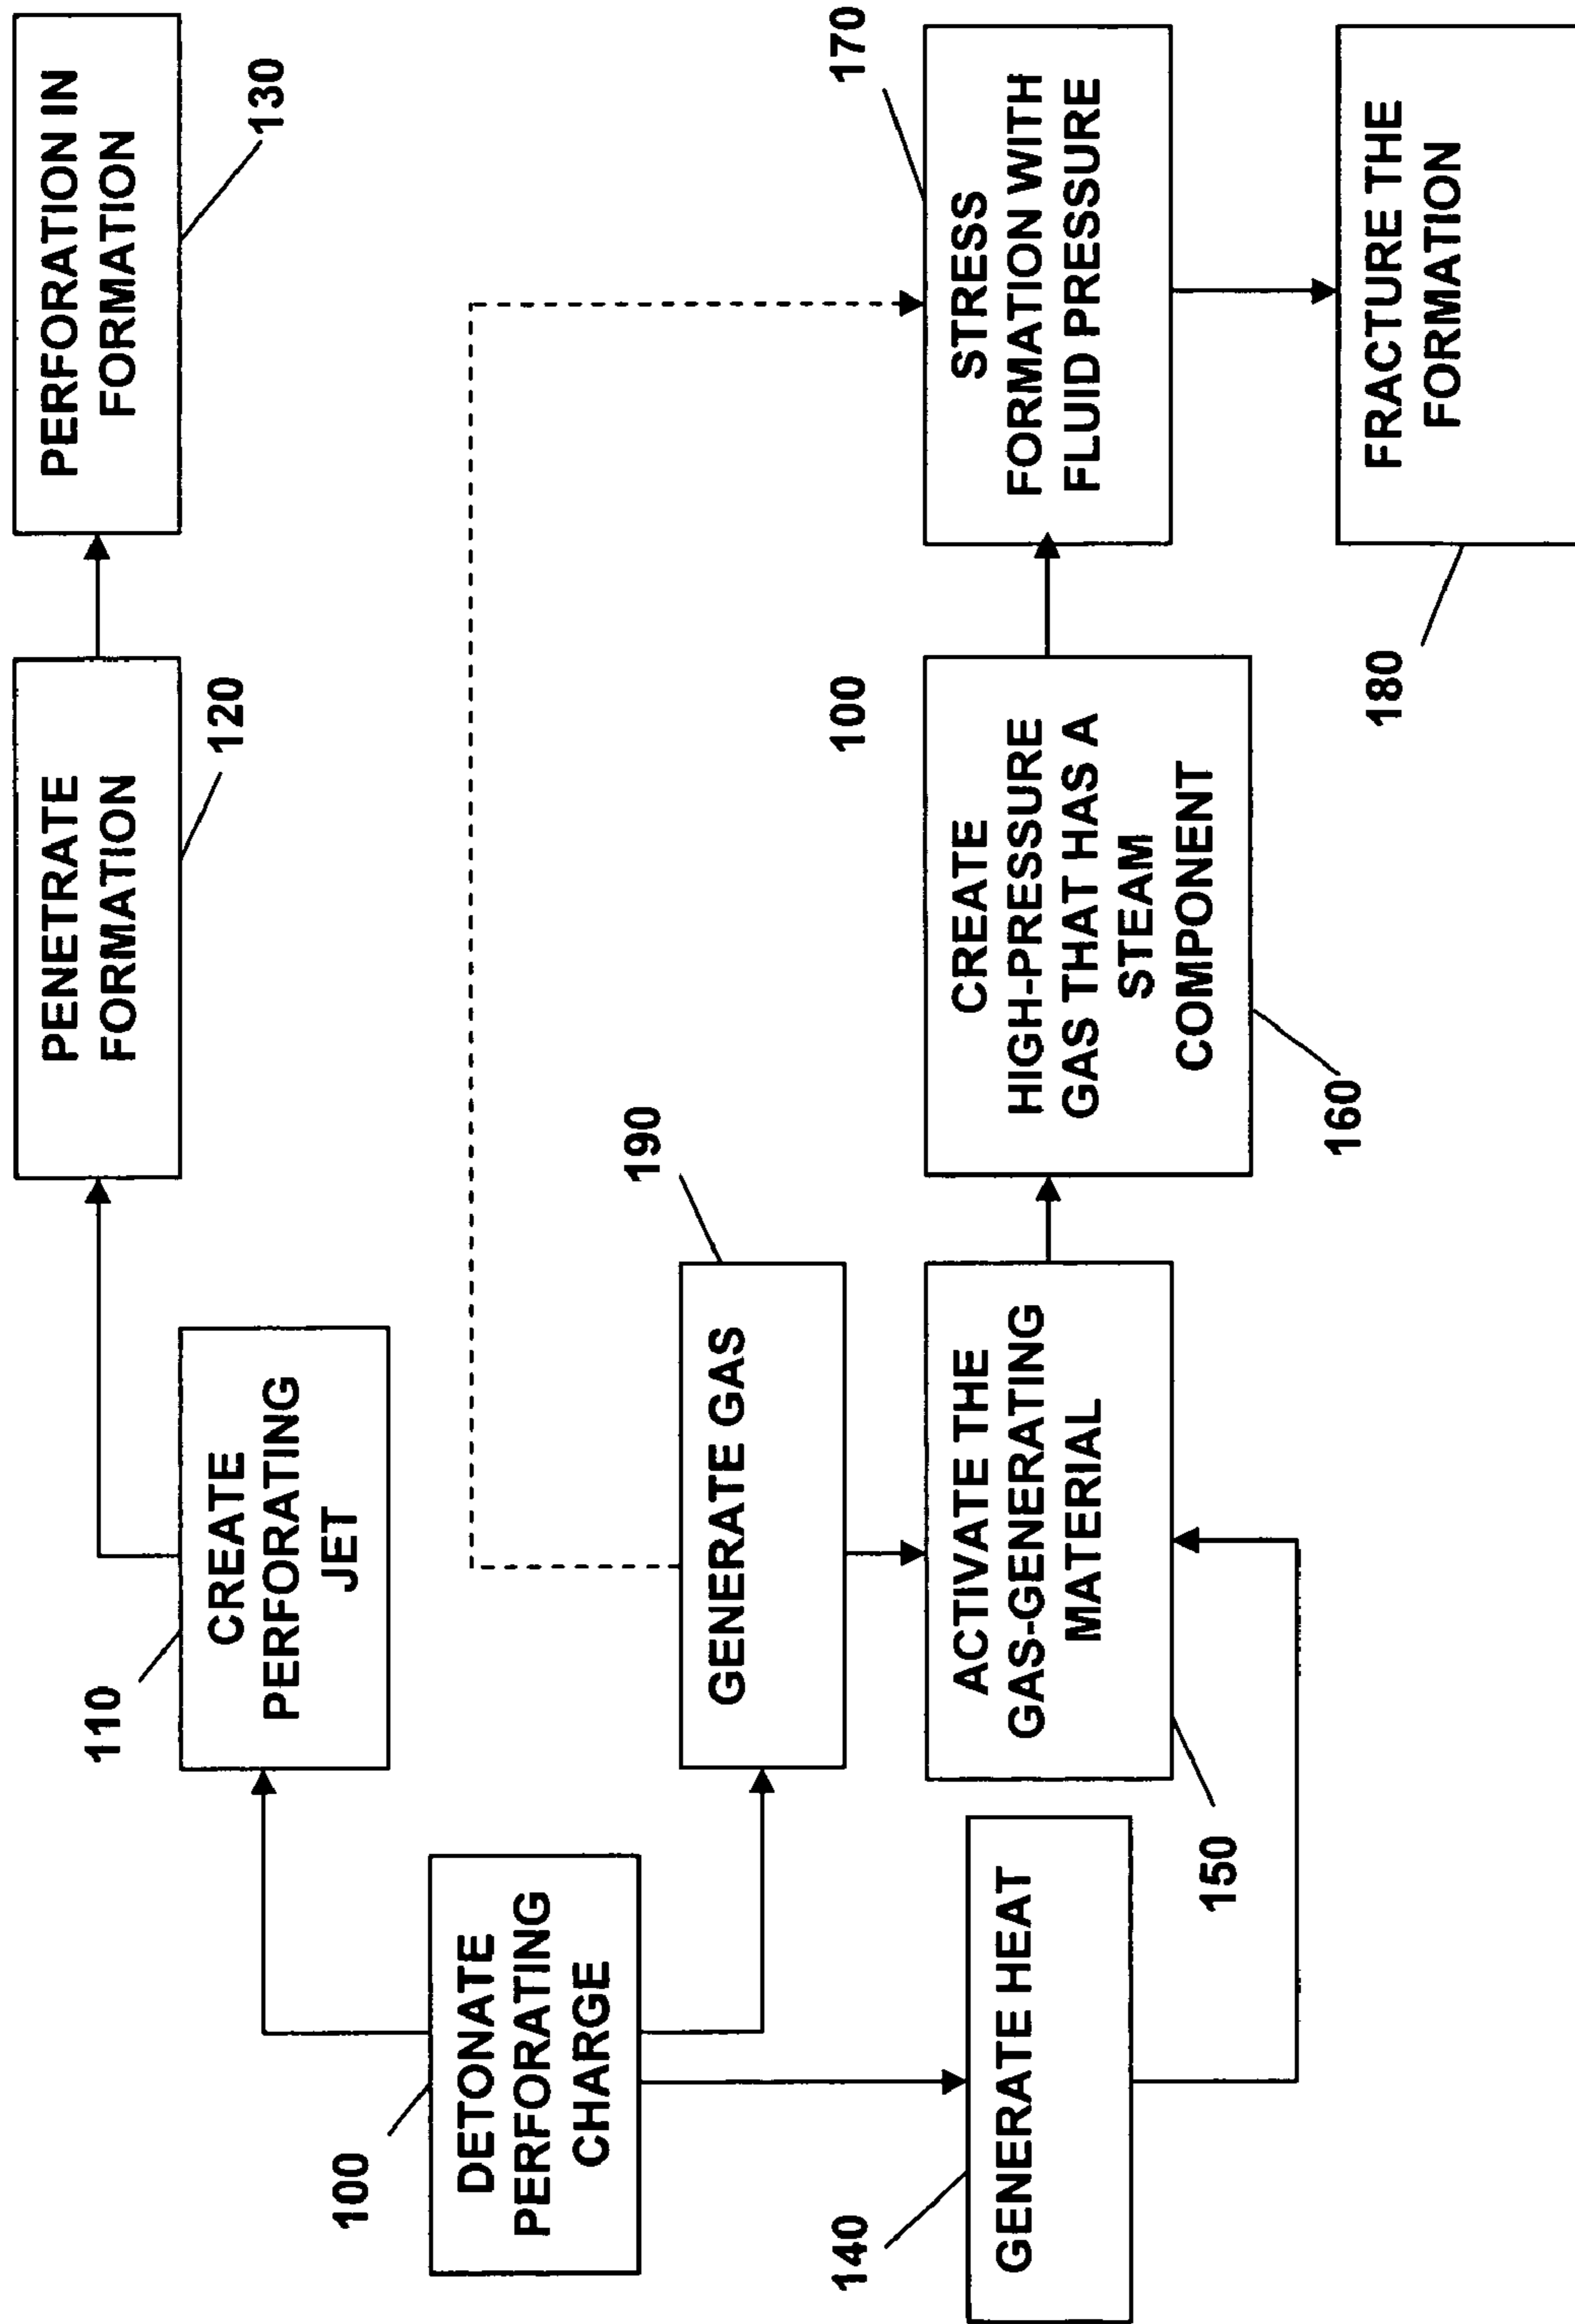 100
DETONATE
PERFORATING
CHARGE
110
CREATE
PERFORATING
JET
PENETRATE
FORMATION
120
PERFORATION IN
FORMATION
130
140
GENERATE HEAT
GENERATE GAS
190
ACTIVATE THE
GAS-GENERATING
MATERIAL
150
100
CREATE
HIGH-PRESSURE
GAS THAT HAS A
STEAM
COMPONENT
160
170
STRESS
FORMATION WITH
FLUID PRESSURE
FRACTURE THE
FORMATION
180